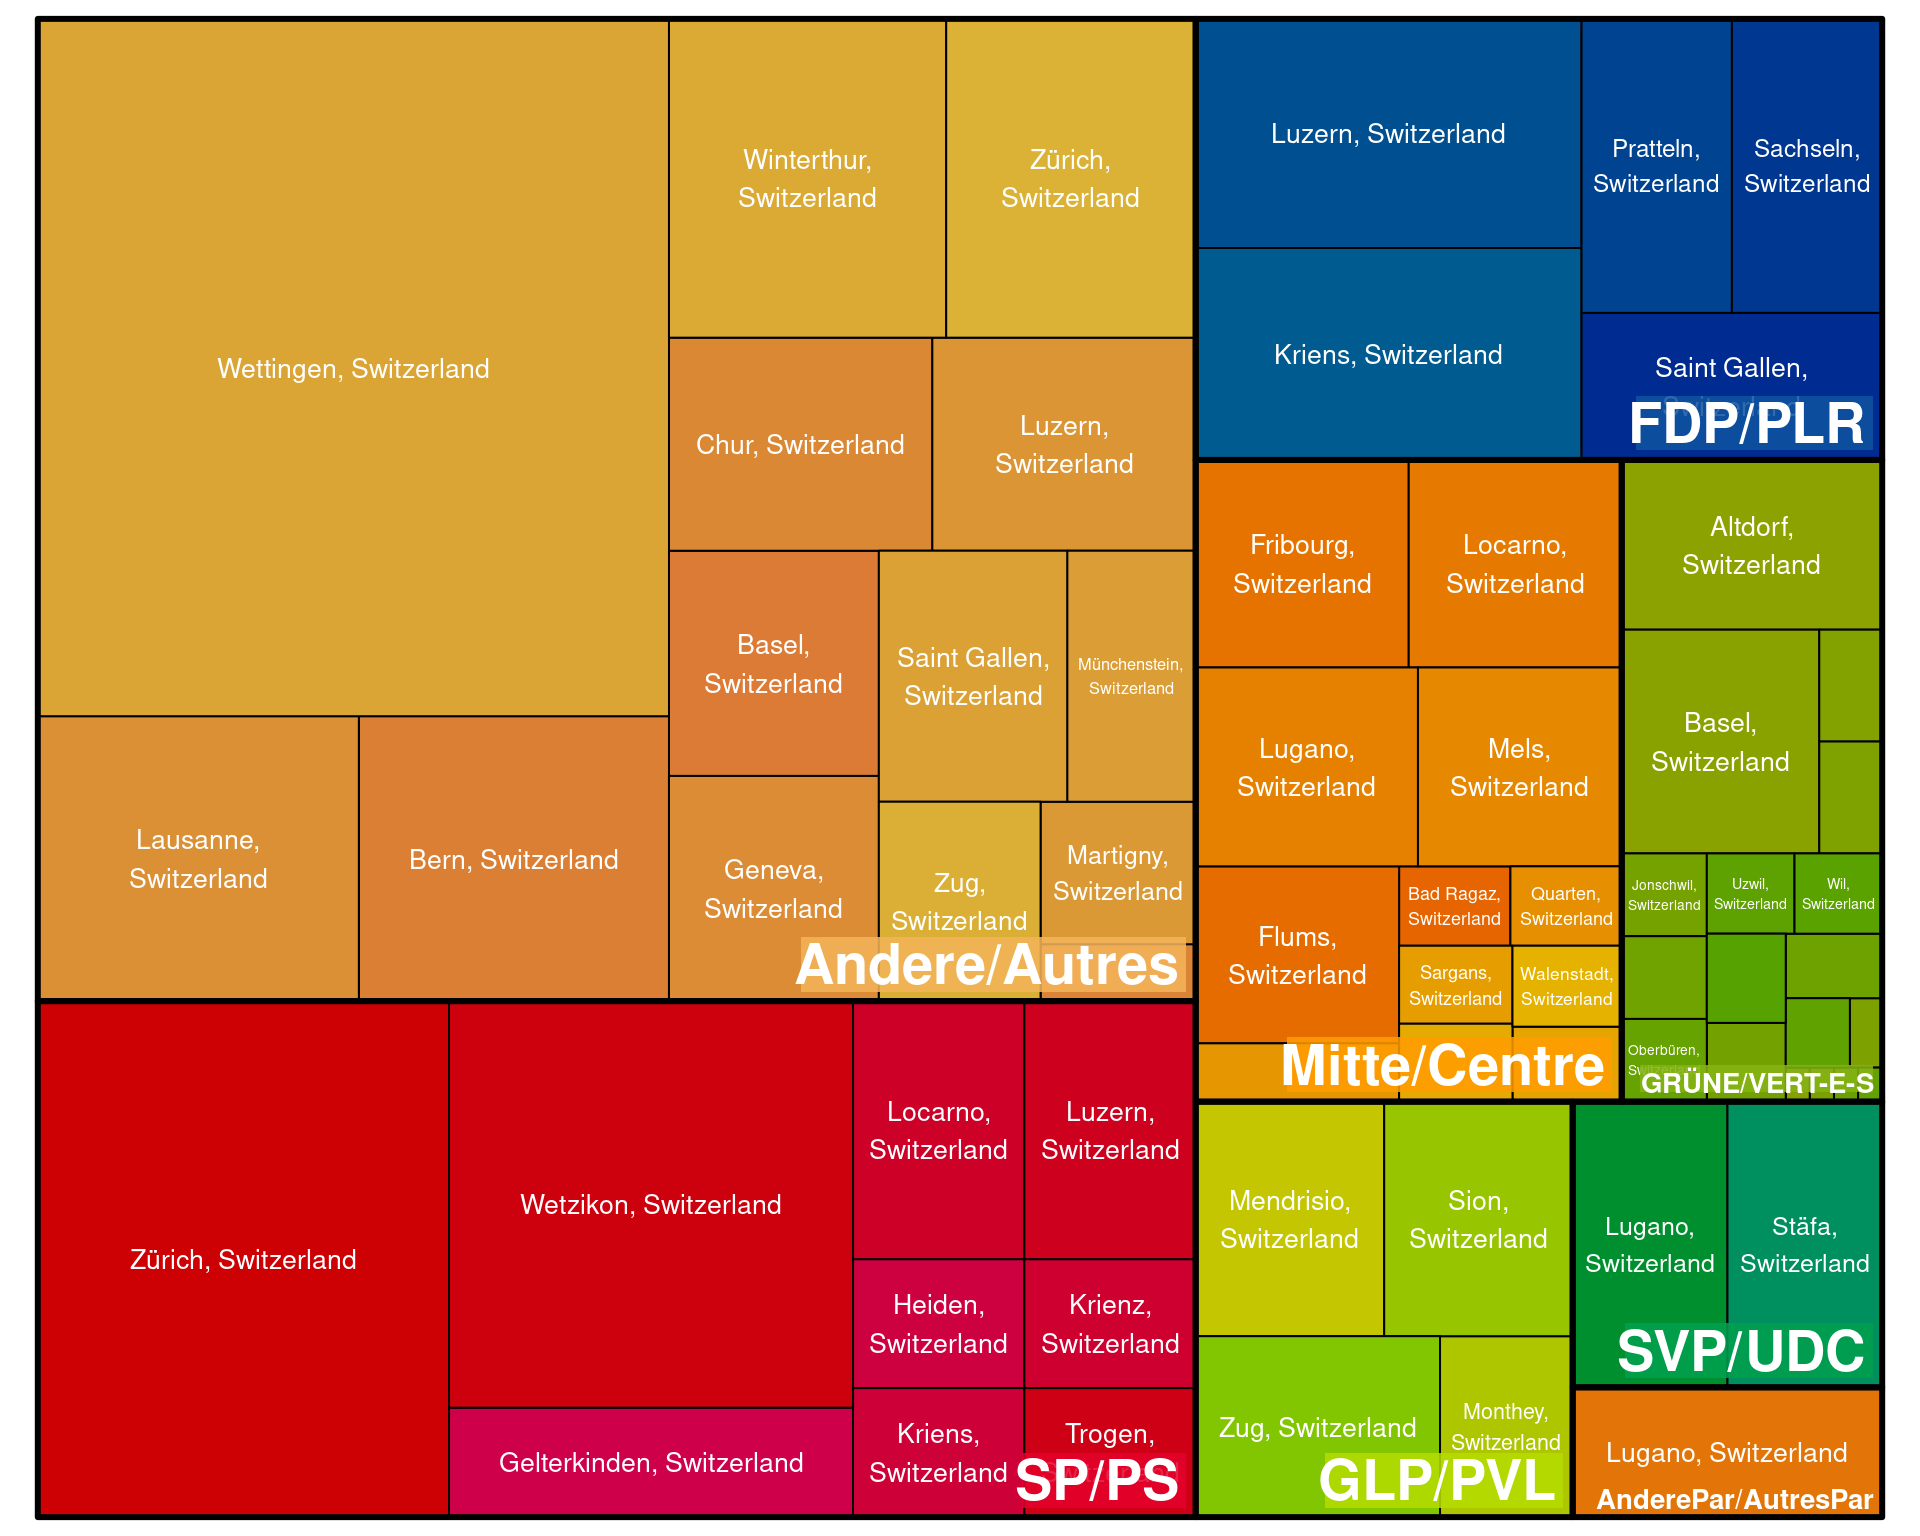 Wettingen, Switzerland
Winterthur,
Switzerland
Zürich,
Switzerland
Chur, Switzerland
Luzern,
Switzerland
Basel,
Switzerland
Saint Gallen,
Switzerland
Münchenstein,
Switzerland
Lausanne,
Switzerland
Bern, Switzerland
Geneva,
Switzerland
Zug,
Switzerland
Martigny,
Switzerland
Andere/Autres
Luzern, Switzerland
Pratteln,
Switzerland
Sachseln,
Switzerland
Kriens, Switzerland
Saint Gallen,
Switzerland
FDP/PLR
Fribourg,
Switzerland
Locarno,
Switzerland
Lugano,
Switzerland
Mels,
Switzerland
Flums,
Switzerland
Bad Ragaz,
Switzerland
Quarten,
Switzerland
Sargans,
Switzerland
Walenstadt,
Switzerland
Mitte/Centre
Altdorf,
Switzerland
Basel,
Switzerland
Jonschwil,
Switzerland
Uzwil,
Switzerland
Wil,
Switzerland
Oberbüren,
Switzerland
GRÜNE/VERT-E-S
Zürich, Switzerland
Wetzikon, Switzerland
Gelterkinden, Switzerland
Locarno,
Switzerland
Luzern,
Switzerland
Heiden,
Switzerland
Krienz,
Switzerland
Kriens,
Switzerland
Trogen,
Switzerland
SP/PS
Mendrisio,
Switzerland
Sion,
Switzerland
Zug, Switzerland
Monthey,
Switzerland
GLP/PVL
Lugano,
Switzerland
Stäfa,
Switzerland
SVP/UDC
Lugano, Switzerland
AnderePar/AutresPar